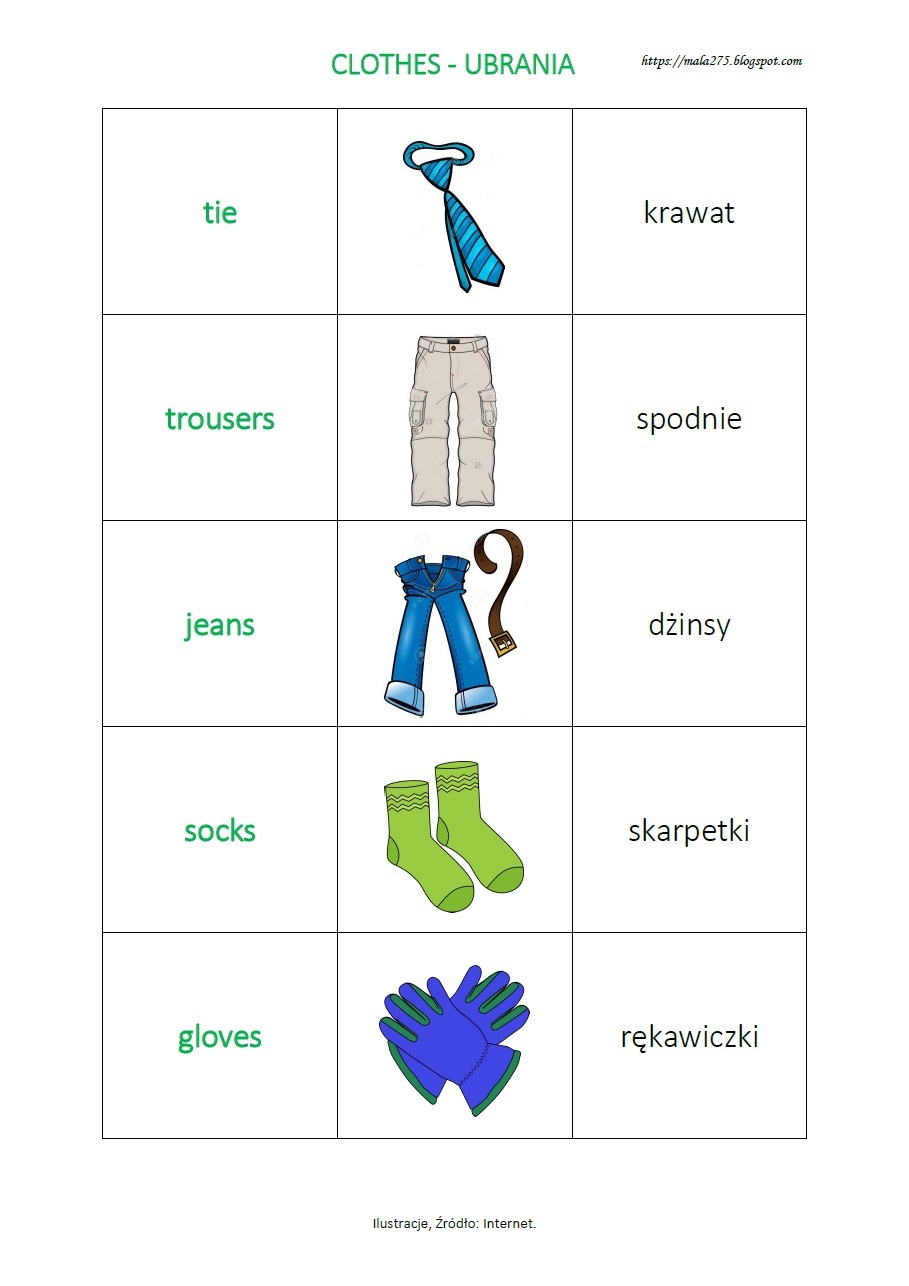 CLOTHES - UBRANIA
https://mala275.blogspot.com
tie
krawat
trousers
spodnie
jeans
dżinsy
socks
skarpetki
gloves
rękawiczki
Ilustracje, Źródło: Internet.